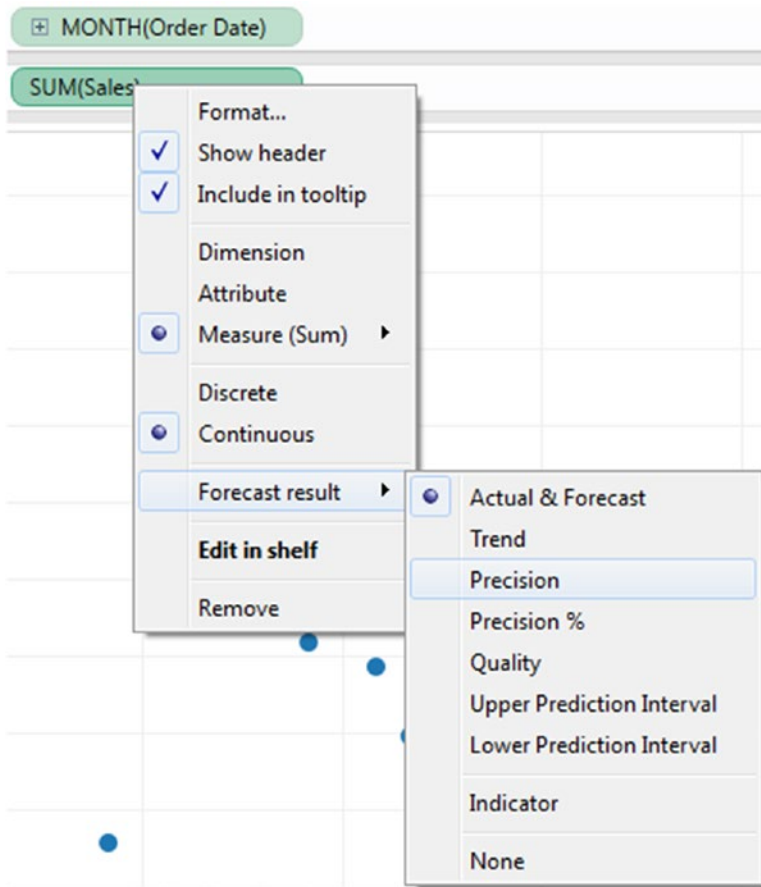 MONTH(Order Date)
SUM(Sales)
Format...
Show header
Include in tooltip
Dimension
Attribute
Measure (Sum)
Discrete
Continuous
Forecast result
Edit in shelf
Remove
Actual & Forecast
Trend
Precision
Precision %
Quality
Upper Prediction Interval
Lower Prediction Interval
Indicator
None